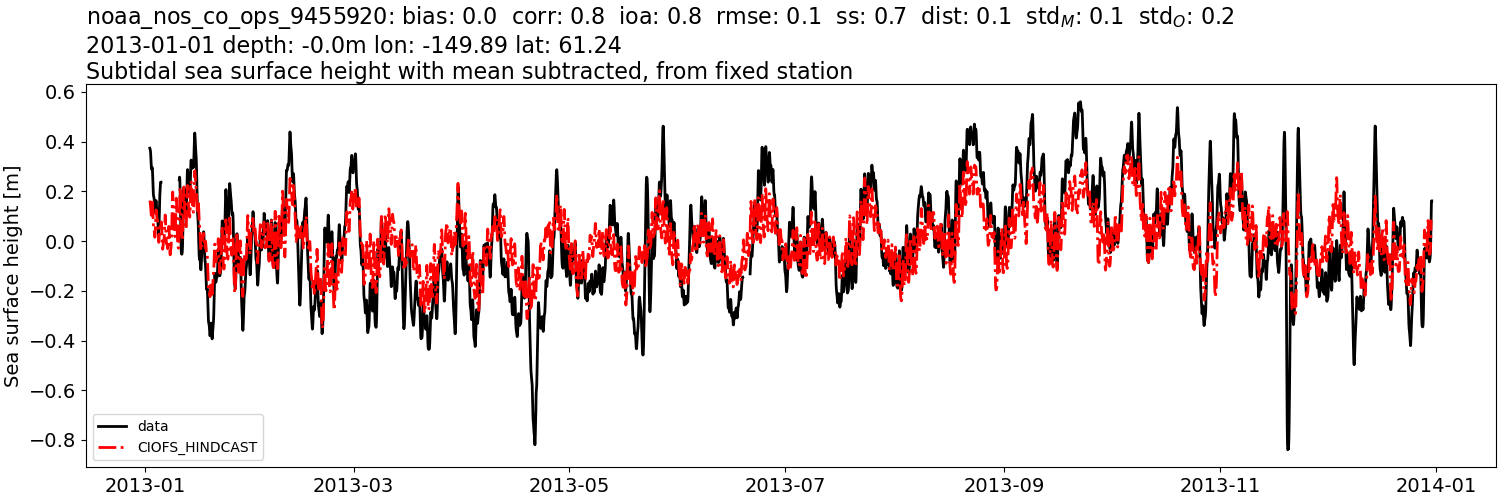 noaa_nos_co_ops_9455920: bias: 0.0 corr: 0.8 ioa: 0.8 rmse: 0.1 ss: 0.7 dist: 0.1 std_M: 0.1 std_O: 0.2
2013-01-01 depth: -0.0m lon: -149.89 lat: 61.24
Subtidal sea surface height with mean subtracted, from fixed station
Sea surface height [m]
0.6
0.4
0.2
0.0
−0.2
−0.4
−0.6
−0.8
data
CIOFS_HINDCAST
2013-01 2013-03 2013-05 2013-07 2013-09 2013-11 2014-01